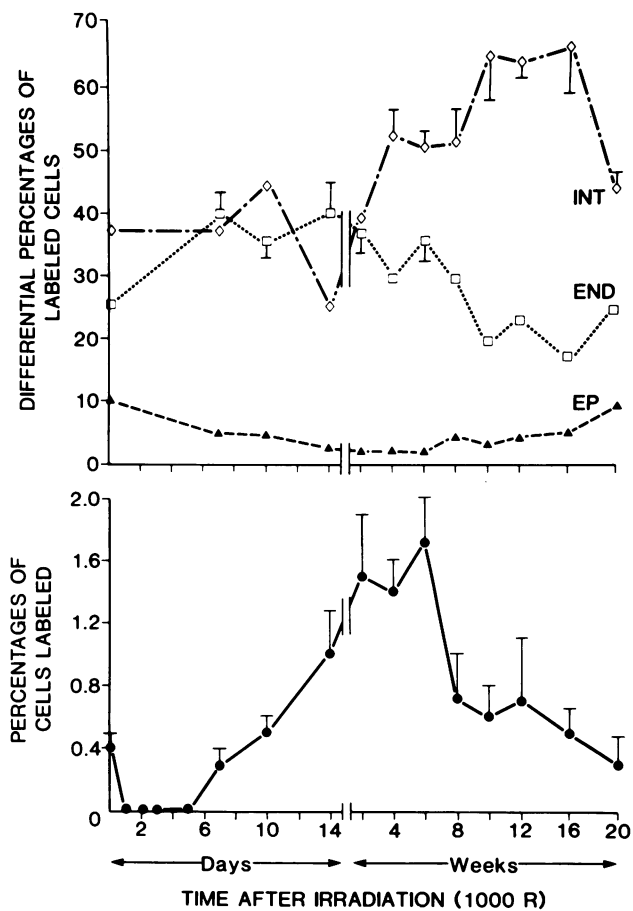 DIFFERENTIAL PERCENTAGES OF
LABELED CELLS
70
60
50
40
30
20
10
0
INT
END
EP
PERCENTAGES OF
CELLS LABELED
2.0
1.6
1.2
0.8
0.4
0
2 6 10 14 4 8 12 16 20
Days Weeks
TIME AFTER IRRADIATION (1000 R)